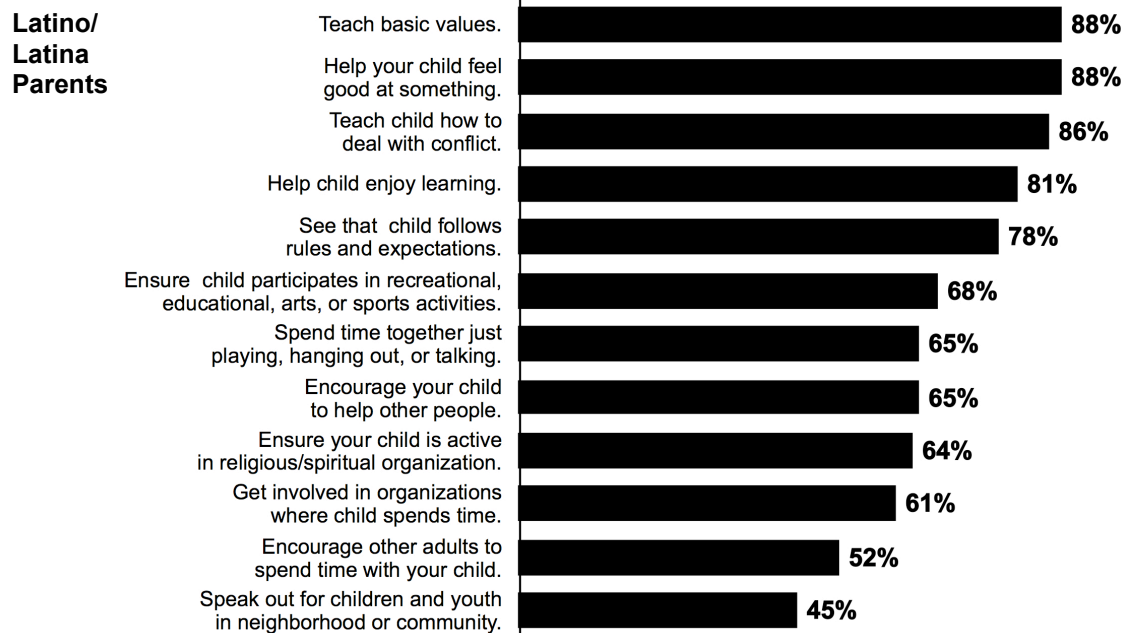 Latino/
Latina
Parents
Teach basic values.
88%
Help your child feel
good at something.
88%
Teach child how to
deal with conflict.
86%
Help child enjoy learning.
81%
See that  child follows
rules and expectations.
78%
Ensure  child participates in recreational,
educational, arts, or sports activities.
68%
Spend time together just
playing, hanging out, or talking.
65%
Encourage your child
to help other people.
65%
Ensure your child is active
in religious/spiritual organization.
64%
Get involved in organizations
where child spends time.
61%
Encourage other adults to
spend time with your child.
52%
Speak out for children and youth
in neighborhood or community.
45%